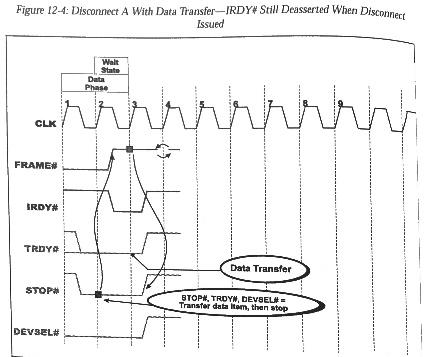 Figure 12-4: Disconnect A With Data Transfer—IRDY# Still Deasserted When Disconnect
Issued
Wait
State
Data
Phase
1 2 3 4 5 6 7 8 9
CLK
FRAME#
IRDY#
TRDY#
Data Transfer
STOP#
STOP#, TRDY#, DEVSEL# =
Transfer data item, then stop
DEVSEL#